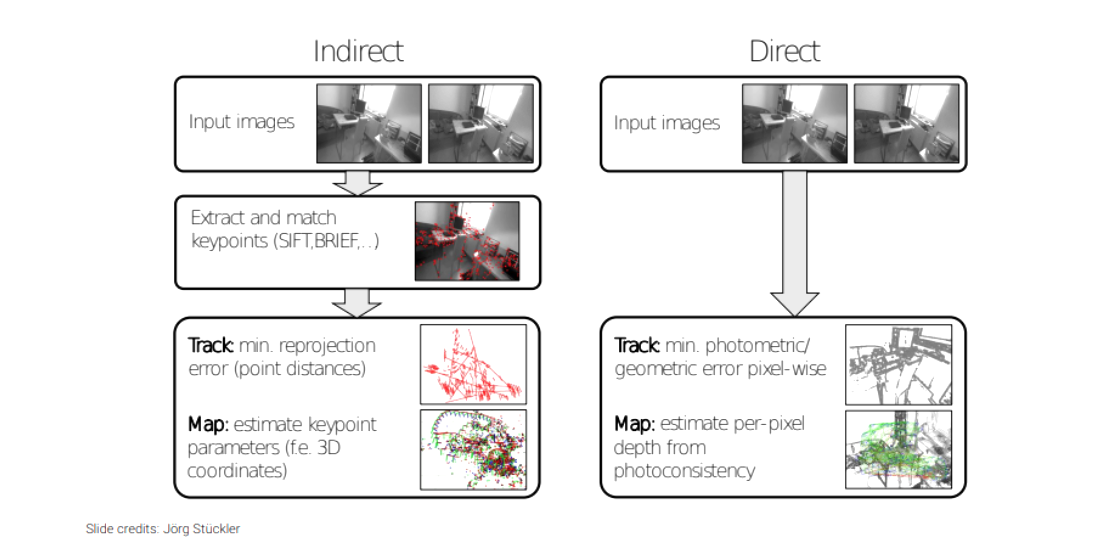 Indirect
Input images
Extract and match
keypoints (SIFT,BRIEF,..)
Track: min. reprojection
error (point distances)
Map: estimate keypoint
parameters (f.e. 3D
coordinates)
Direct
Input images
Track: min. photometric/
geometric error pixel-wise
Map: estimate per-pixel
depth from
photoconsistency
Slide credits: Jörg Stückler